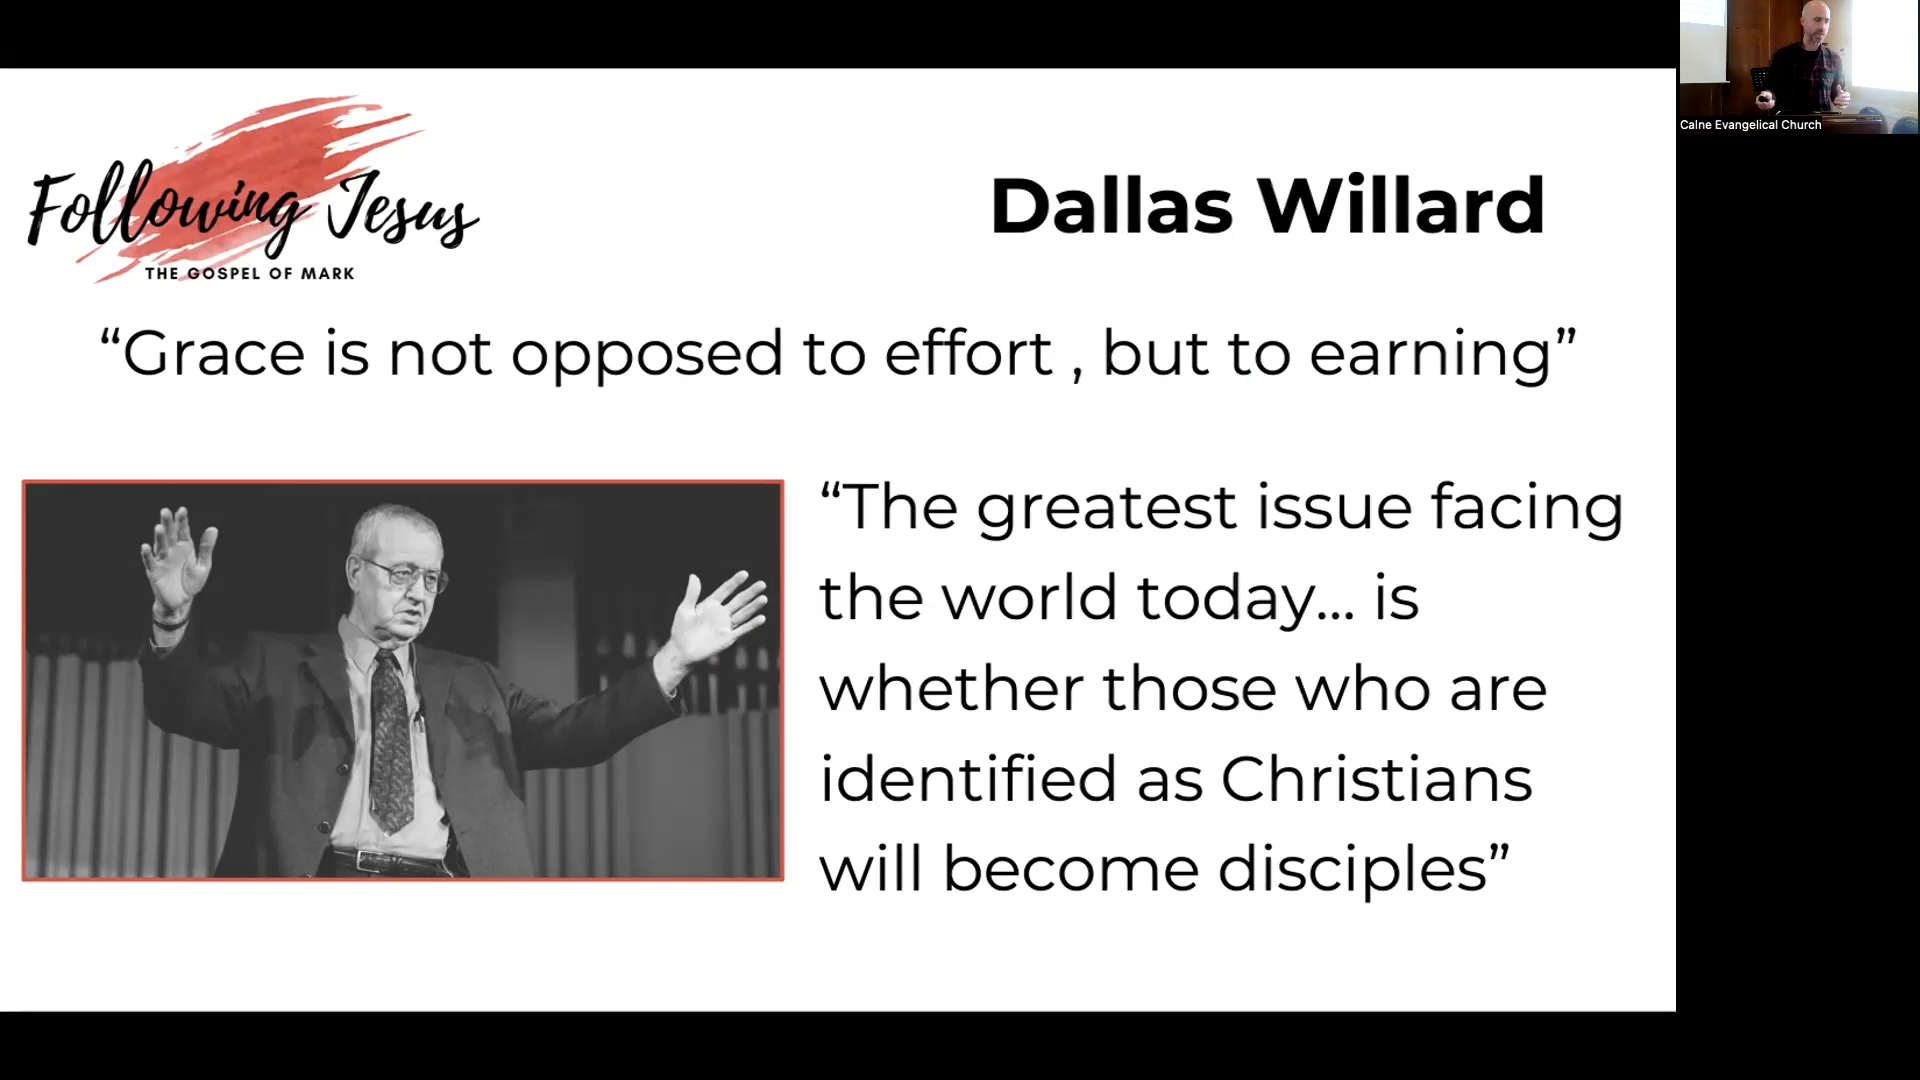 Calne Evangelical Church
Following Jesus
THE GOSPEL OF MARK
Dallas Willard
“Grace is not opposed to effort , but to earning”
“The greatest issue facing
the world today... is
whether those who are
identified as Christians
will become disciples”